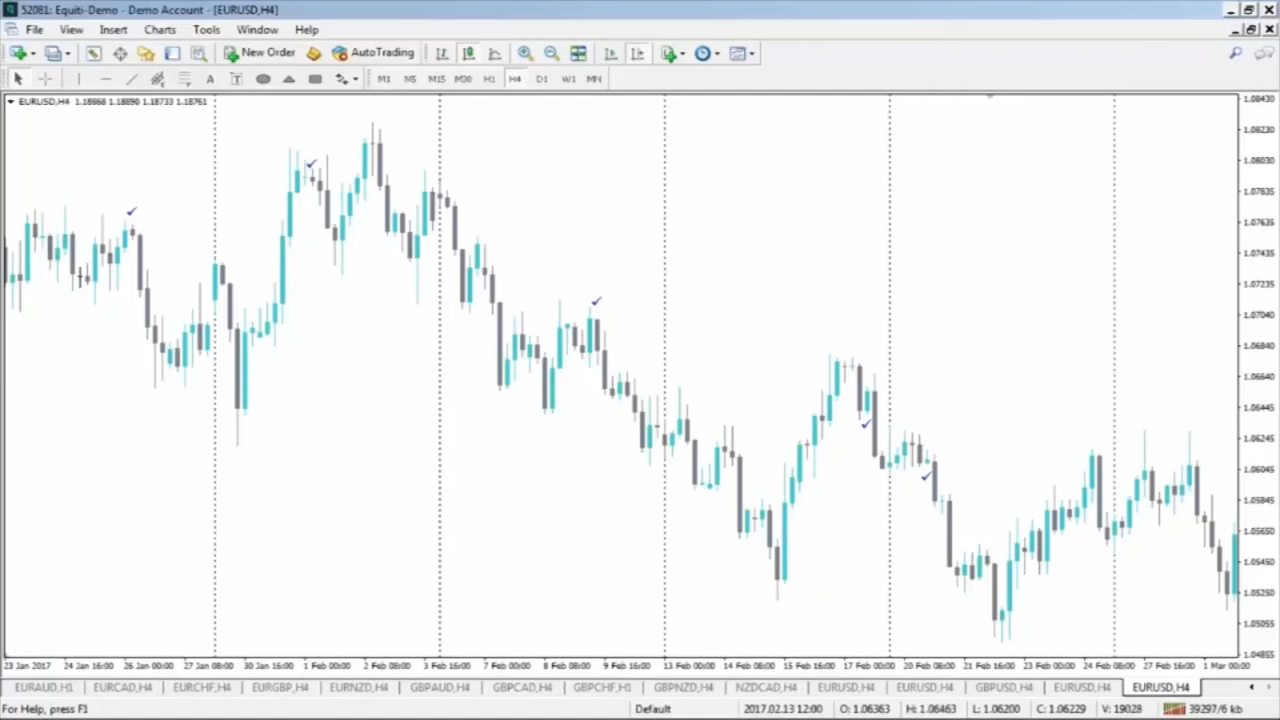 52081: Equiti-Demo - Demo Account - [EURUSD,H4]
File View Insert Charts Tools Window Help
New Order AutoTrading
A T M1 M5 M15 M30 H1 H4 D1 W1 MN
EURUSD,H4 1.18868 1.18890 1.18733 1.18761
1.08430
1.08230
1.08030
1.07835
1.07635
1.07435
1.07235
1.07040
1.06840
1.06640
1.06445
1.06245
1.06045
1.05845
1.05650
1.05450
1.05250
1.05055
1.04855
23 Jan 2017 24 Jan 16:00 26 Jan 00:00 27 Jan 08:00 30 Jan 16:00 1 Feb 00:00 2 Feb 08:00 3 Feb 16:00 7 Feb 00:00 8 Feb 08:00 9 Feb 16:00 13 Feb 00:00 14 Feb 08:00 15 Feb 16:00 17 Feb 00:00 20 Feb 08:00 21 Feb 16:00 23 Feb 00:00 24 Feb 08:00 27 Feb 16:00 1 Mar 00:00
EURAUD,H1 EURCAD,H4 EURCHF,H4 EURGBP,H4 EURNZD,H4 GBPAUD,H4 GBPCAD,H4 GBPCHF,H1 GBPNZD,H4 NZDCAD,H4 EURUSD,H4 EURUSD,H4 GBPUSD,H4 EURUSD,H4 EURUSD,H4
For Help, press F1 Default 2017.02.13 12:00 O: 1.06363 H: 1.06463 L: 1.06200 C: 1.06229 V: 19028 39297/6 kb